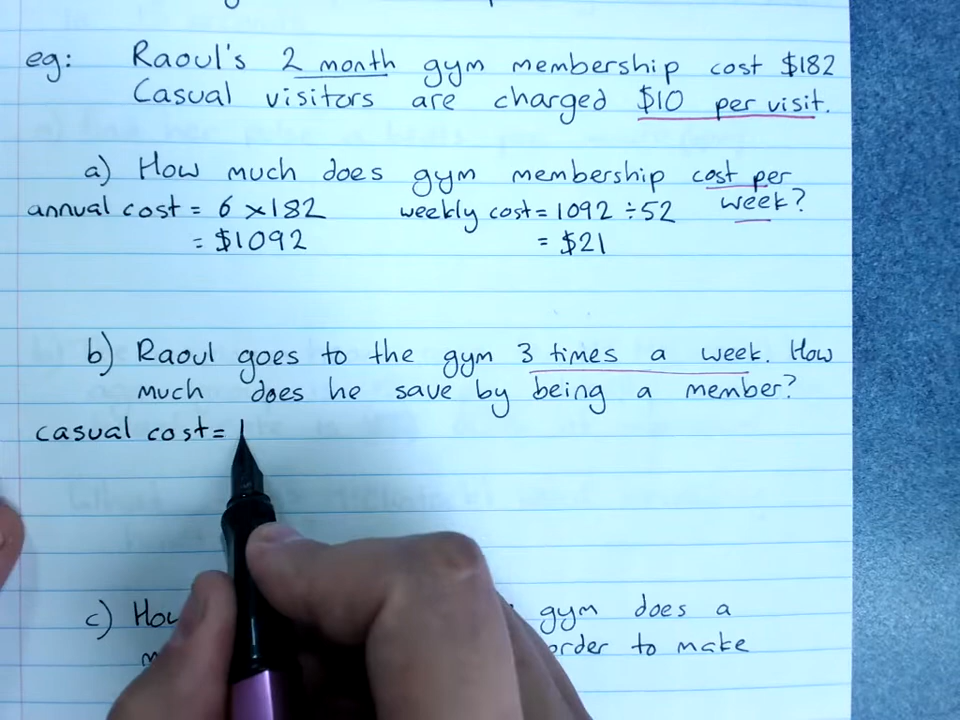 eg: Raoul's 2 month gym membership cost $182
Casual visitors are charged $10 per visit.
a) How much does gym membership cost per
week?
annual cost = 6 × 182
= $1092
weekly cost = 1092 ÷ 52
= $21
b) Raoul goes to the gym 3 times a week. How
much does he save by being a member?
casual cost = 1
c) gym does a
order to make